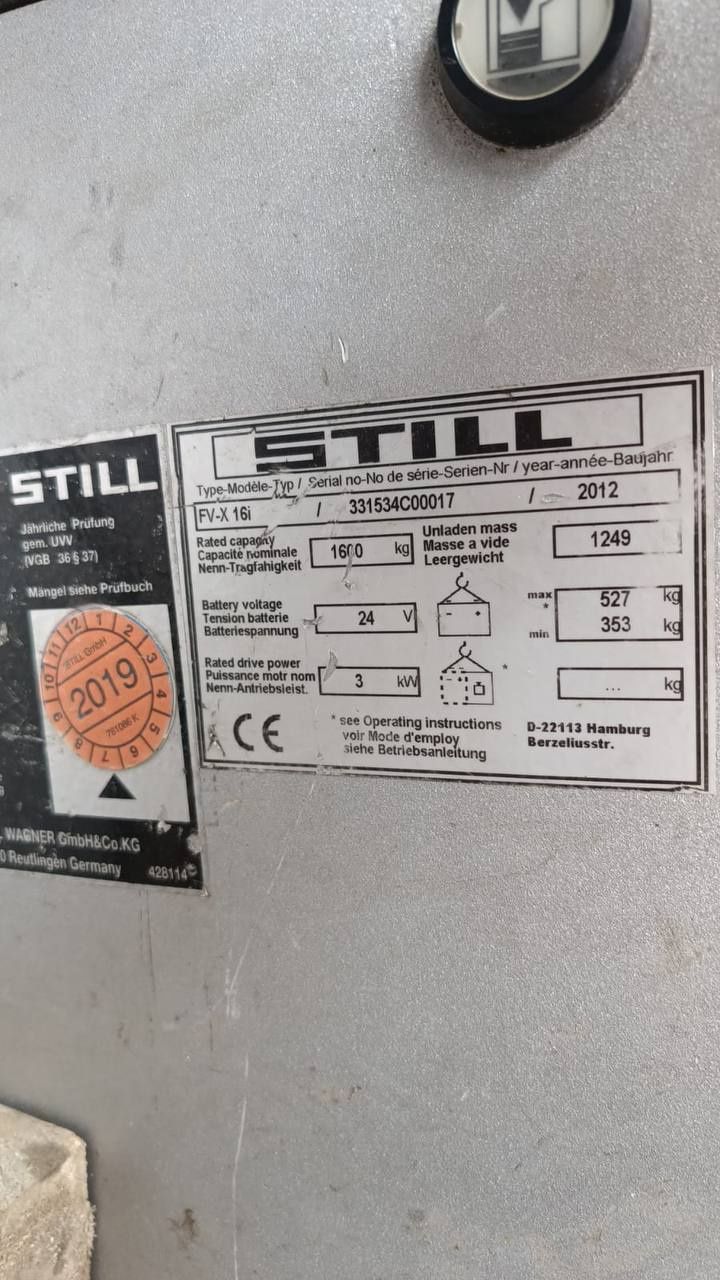 STILL
Type-Modèle-Typ / Serial no-No de série-Serien-Nr / year-année-Baujahr
FV-X 16i / 331534C00017 / 2012
Rated capacity
Capacité nominale
Nenn-Tragfähigkeit
1600 kg
Unladen mass
Masse a vide
Leergewicht
1249
Battery voltage
Tension batterie
Batteriespannung
24 V
max
*
min
527 kg
353 kg
Rated drive power
Puissance motr nom
Nenn-Antriebsleist.
3 kW
*
... kg
CE
* see Operating instructions
voir Mode d'employ
siehe Betriebsanleitung
D-22113 Hamburg
Berzeliusstr.
STILL
Jährliche Prüfung
gem. UVV
(VGB 36 § 37)
Mängel siehe Prüfbuch
12 1 2 3 4 5 6 7 8 9 10 11
STILL GmbH
2019
781086 K
WAGNER GmbH&Co.KG
0 Reutlingen Germany 428114